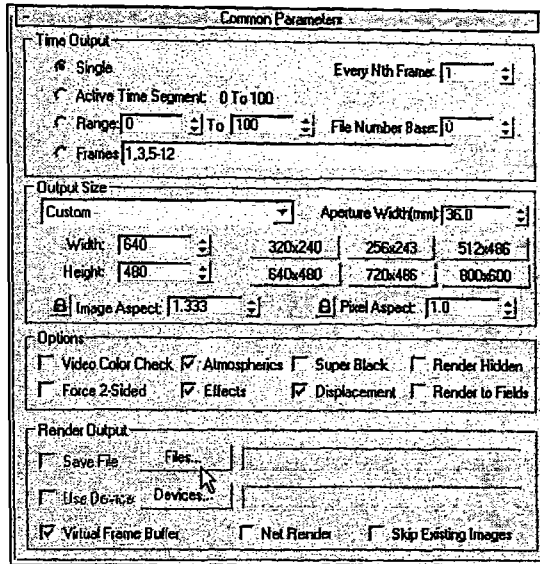 Common Parameters
Time Output
Single
Every Nth Frame: 1
Active Time Segment: 0 To 100
Range: 0 To 100
File Number Base: 0
Frames 1,3,5-12
Output Size
Custom
Aperture Width(mm): 36.0
Width: 640
320x240 256x243 512x486
Height: 480
640x480 720x486 800x600
Image Aspect: 1.333
Pixel Aspect: 1.0
Options
Video Color Check Atmospherics Super Black Render Hidden
Force 2-Sided Effects Displacement Render to Fields
Render Output
Save File Files...
Use Device Devices...
Virtual Frame Buffer Net Render Skip Existing Images